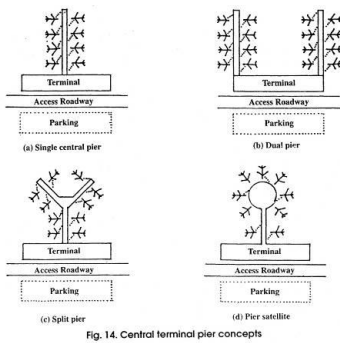 Terminal
Access Roadway
Parking
(a) Single central pier
Terminal
Access Roadway
Parking
(b) Dual pier
Terminal
Access Roadway
Parking
(c) Split pier
Terminal
Access Roadway
Parking
(d) Pier satellite
Fig. 14. Central terminal pier concepts